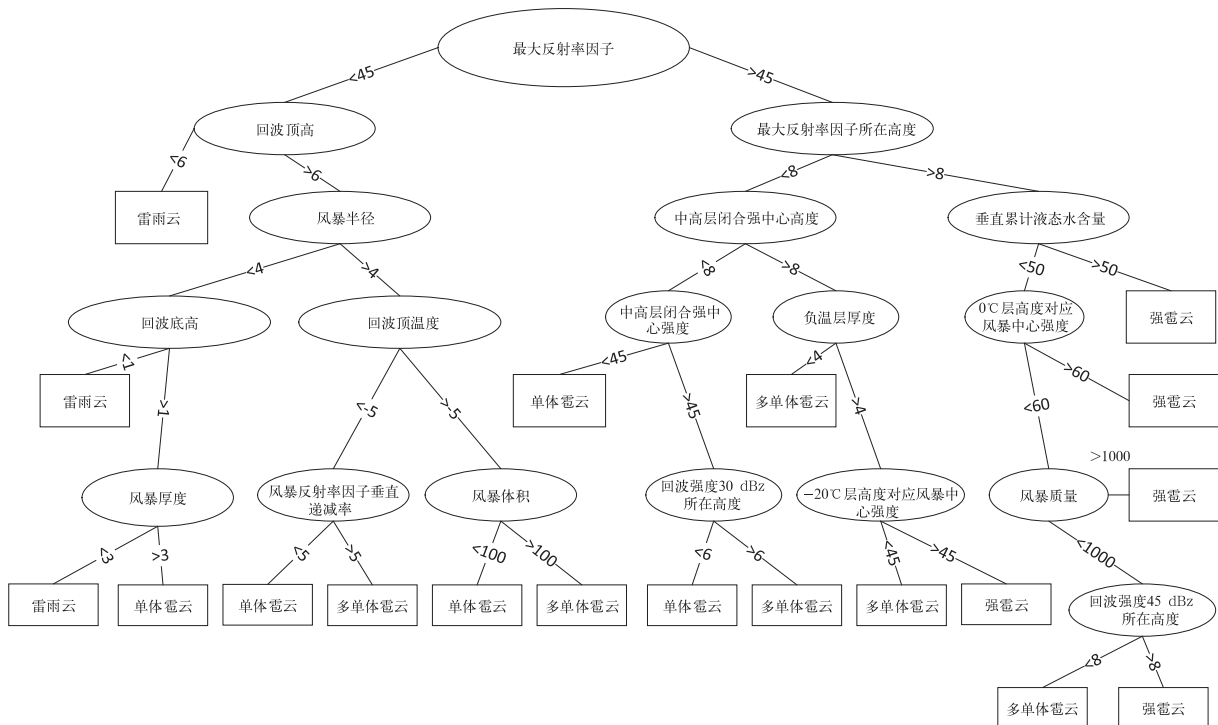 最大反射率因子
<45
>45
回波顶高
最大反射率因子所在高度
<6
>6
<8
>8
雷雨云
风暴半径
中高层闭合强中心高度
垂直累计液态水含量
<4
>4
<8
>8
<50
>50
回波底高
回波顶温度
中高层闭合强中
心强度
负温层厚度
0℃层高度对应
风暴中心强度
强雹云
<1
>1
<-5
>-5
<45
>45
<4
>4
<60
>60
雷雨云
单体雹云
多单体雹云
强雹云
>1000
风暴厚度
风暴反射率因子垂直
递减率
风暴体积
回波强度30 dBz
所在高度
−20℃层高度对应风暴中
心强度
风暴质量
强雹云
<3
>3
<5
>5
<100
>100
<6
>6
<45
>45
<1000
雷雨云
单体雹云
单体雹云
多单体雹云
单体雹云
多单体雹云
单体雹云
多单体雹云
多单体雹云
强雹云
回波强度45 dBz
所在高度
<8
>8
多单体雹云
强雹云